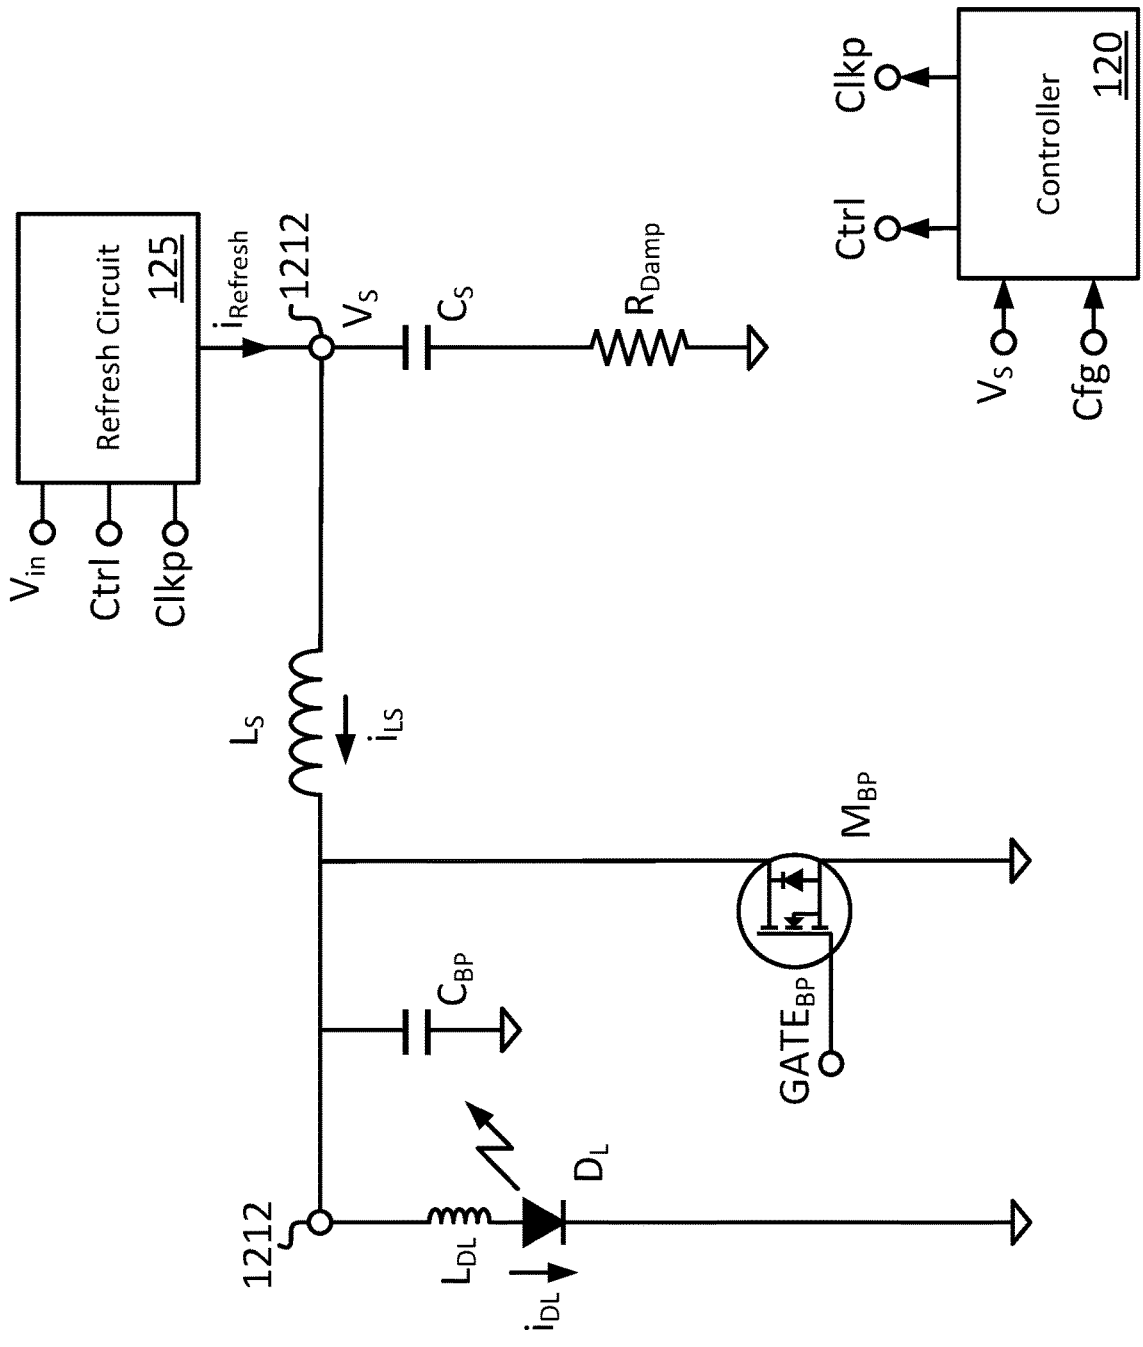 V_in
Ctrl
Clkp
Refresh Circuit
125
i_Refresh
1212
V_S
C_S
R_Damp
L_S
i_LS
1212
L_DL
i_DL
D_L
C_BP
GATE_BP
M_BP
Controller
120
V_S
Cfg
Ctrl
Clkp